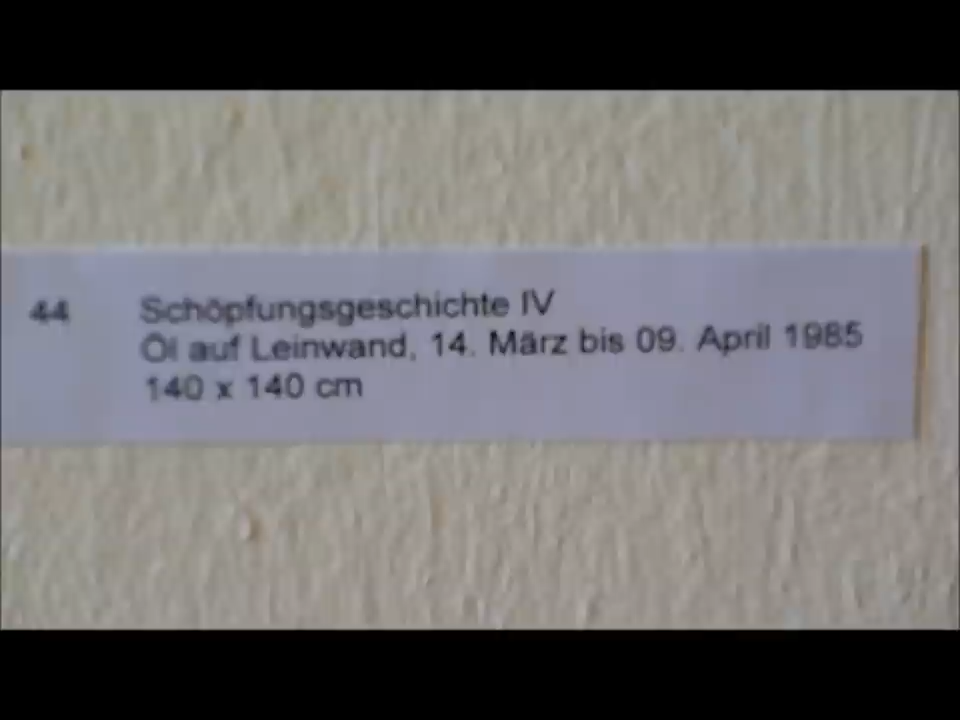 44 Schöpfungsgeschichte IV
Öl auf Leinwand, 14. März bis 09. April 1985
140 x 140 cm